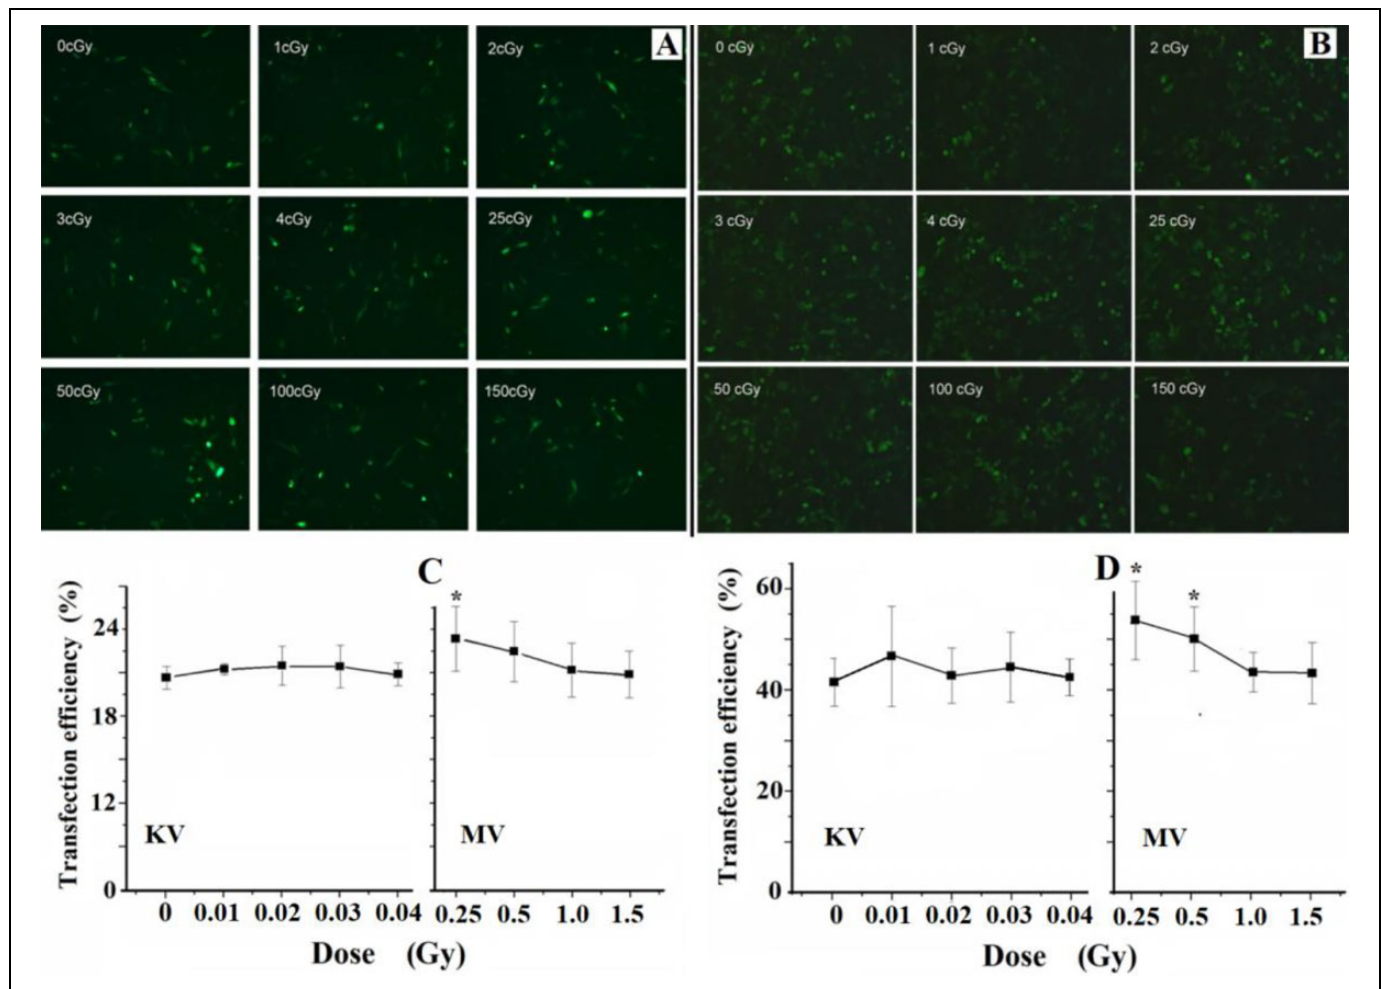 0cGy 1cGy 2cGy A
3cGy 4cGy 25cGy
50cGy 100cGy 150cGy
0 cGy 1 cGy 2 cGy B
3 cGy 4 cGy 25 cGy
50 cGy 100 cGy 150 cGy
C
Transfection efficiency (%)
24
18
12
0
*
KV MV
0 0.01 0.02 0.03 0.04 0.25 0.5 1.0 1.5
Dose (Gy)
D
Transfection efficiency (%)
60
40
20
0
* *
KV MV
0 0.01 0.02 0.03 0.04 0.25 0.5 1.0 1.5
Dose (Gy)